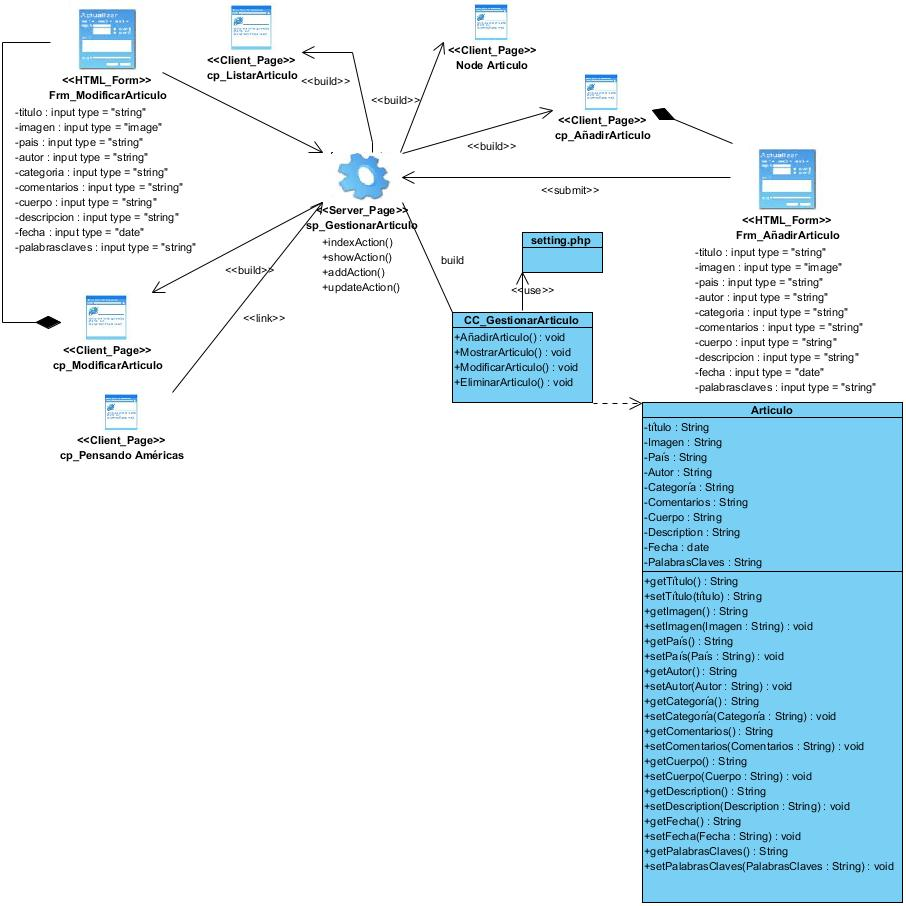 <<HTML_Form>>
Frm_ModificarArticulo
-titulo : input type = "string"
-imagen : input type = "image"
-pais : input type = "string"
-autor : input type = "string"
-categoria : input type = "string"
-comentarios : input type = "string"
-cuerpo : input type = "string"
-descripcion : input type = "string"
-fecha : input type = "date"
-palabrasclaves : input type = "string"
<<Client_Page>>
cp_ListarArticulo
<<build>>
<<Client_Page>>
Node Articulo
<<build>>
<<Client_Page>>
cp_AñadirArticulo
<<build>>
<<submit>>
Actualizar
<<HTML_Form>>
Frm_AñadirArticulo
-titulo : input type = "string"
-imagen : input type = "image"
-pais : input type = "string"
-autor : input type = "string"
-categoria : input type = "string"
-comentarios : input type = "string"
-cuerpo : input type = "string"
-descripcion : input type = "string"
-fecha : input type = "date"
-palabrasclaves : input type = "string"
<<Server_Page>>
sp_GestionarArticulo
+indexAction()
+showAction()
+addAction()
+updateAction()
<<build>>
<<link>>
build
<<Client_Page>>
cp_ModificarArticulo
<<Client_Page>>
cp_Pensando Américas
setting.php
<<use>>
CC_GestionarArticulo
+AñadirArticulo() : void
+MostrarArticulo() : void
+ModificarArticulo() : void
+EliminarArticulo() : void
Articulo
-título : String
-Imagen : String
-País : String
-Autor : String
-Categoría : String
-Comentarios : String
-Cuerpo : String
-Description : String
-Fecha : date
-PalabrasClaves : String
+getTítulo() : String
+setTítulo(título) : String
+getImagen() : String
+setImagen(Imagen : String) : void
+getPaís() : String
+setPaís(País : String) : void
+getAutor() : String
+setAutor(Autor : String) : void
+getCategoría() : String
+setCategoría(Categoría : String) : void
+getComentarios() : String
+setComentarios(Comentarios : String) : void
+getCuerpo() : String
+setCuerpo(Cuerpo : String) : void
+getDescription() : String
+setDescription(Description : String) : void
+getFecha() : String
+setFecha(Fecha : String) : void
+getPalabrasClaves() : String
+setPalabrasClaves(PalabrasClaves : String) : void